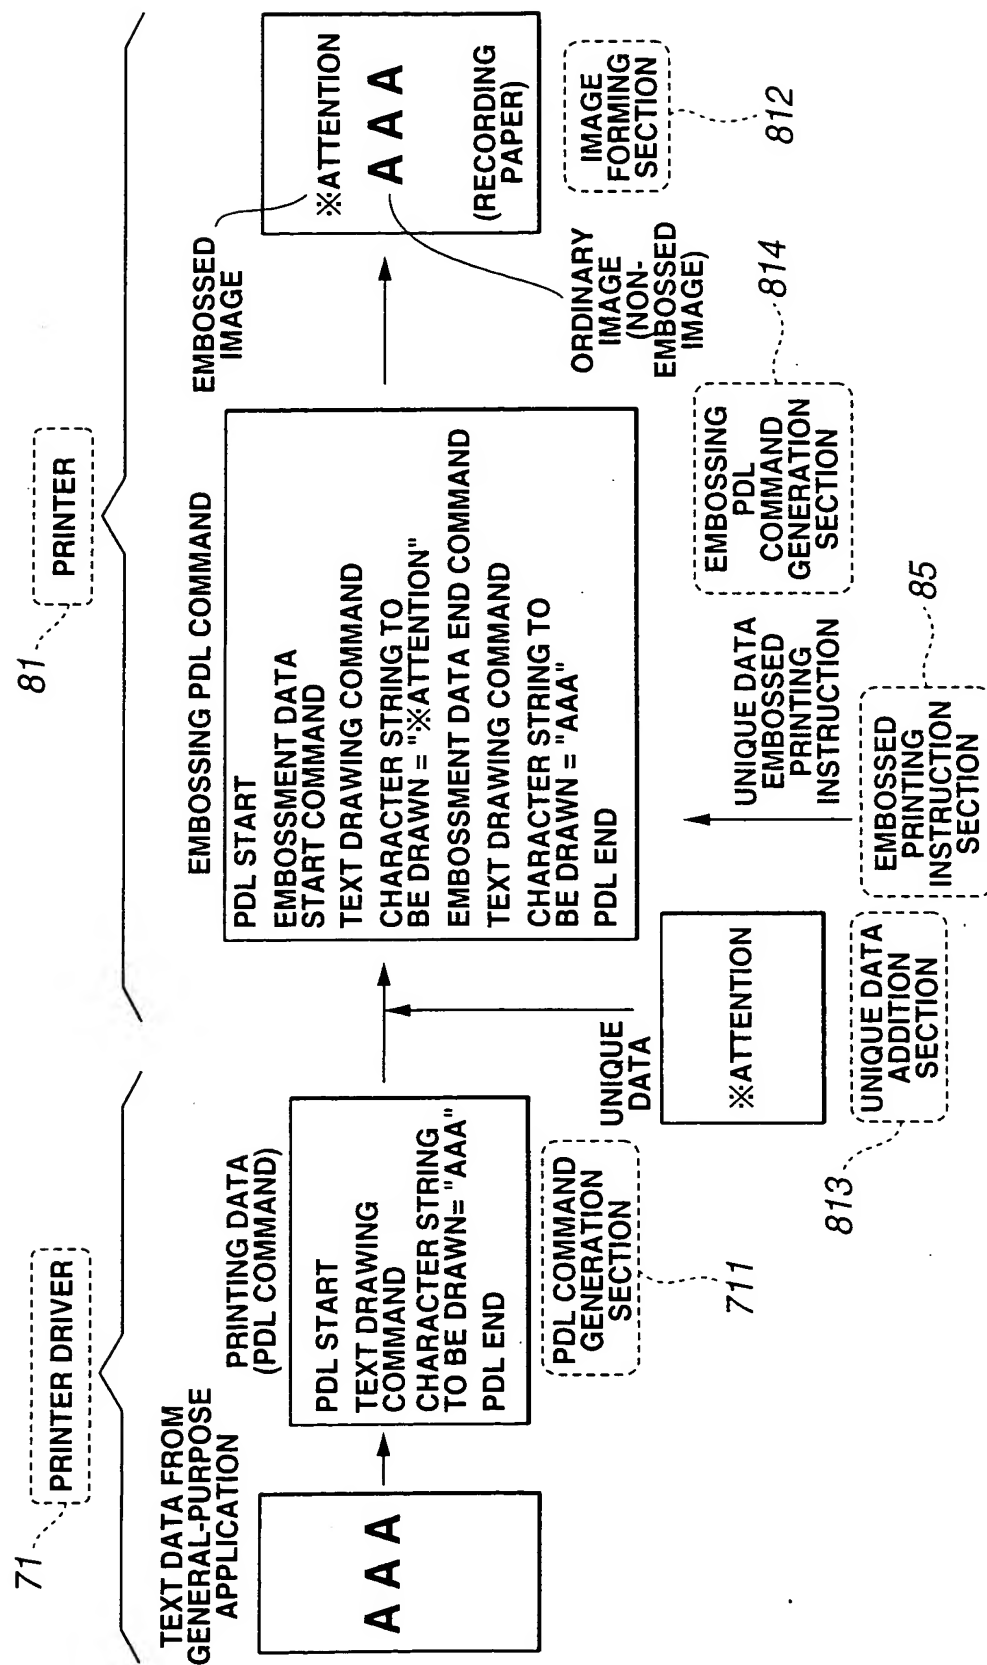 71
PRINTER DRIVER
TEXT DATA FROM
GENERAL-PURPOSE
APPLICATION
A A A
PRINTING DATA
(PDL COMMAND)
PDL START
TEXT DRAWING
COMMAND
CHARACTER STRING
TO BE DRAWN= "AAA"
PDL END
PDL COMMAND
GENERATION
SECTION
711
81
PRINTER
UNIQUE
DATA
※ATTENTION
UNIQUE DATA
ADDITION
SECTION
813
EMBOSSING PDL COMMAND
PDL START
EMBOSSMENT DATA
START COMMAND
TEXT DRAWING COMMAND
CHARACTER STRING TO
BE DRAWN = "※ATTENTION"
EMBOSSMENT DATA END COMMAND
TEXT DRAWING COMMAND
CHARACTER STRING TO
BE DRAWN = "AAA"
PDL END
UNIQUE DATA
EMBOSSED
PRINTING
INSTRUCTION
EMBOSSED
PRINTING
INSTRUCTION
SECTION
85
EMBOSSING
PDL
COMMAND
GENERATION
SECTION
814
EMBOSSED
IMAGE
※ATTENTION
A A A
(RECORDING
PAPER)
ORDINARY
IMAGE
(NON-
EMBOSSED
IMAGE)
IMAGE
FORMING
SECTION
812